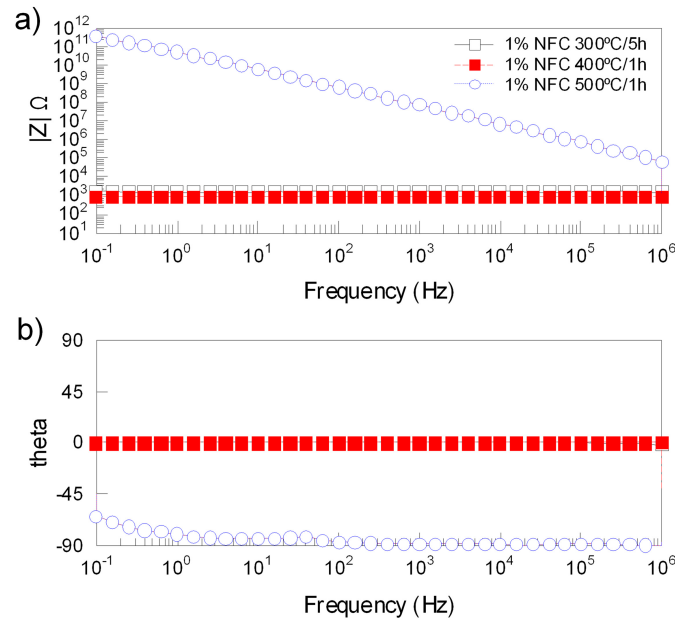 a)
10¹²
10¹¹
10¹⁰
10⁹
10⁸
10⁷
10⁶
10⁵
10⁴
10³
10²
10¹
|Z| Ω
1% NFC 300ºC/5h
1% NFC 400ºC/1h
1% NFC 500ºC/1h
10⁻¹ 10⁰ 10¹ 10² 10³ 10⁴ 10⁵ 10⁶
Frequency (Hz)
b)
90
45
0
-45
-90
theta
10⁻¹ 10⁰ 10¹ 10² 10³ 10⁴ 10⁵ 10⁶
Frequency (Hz)